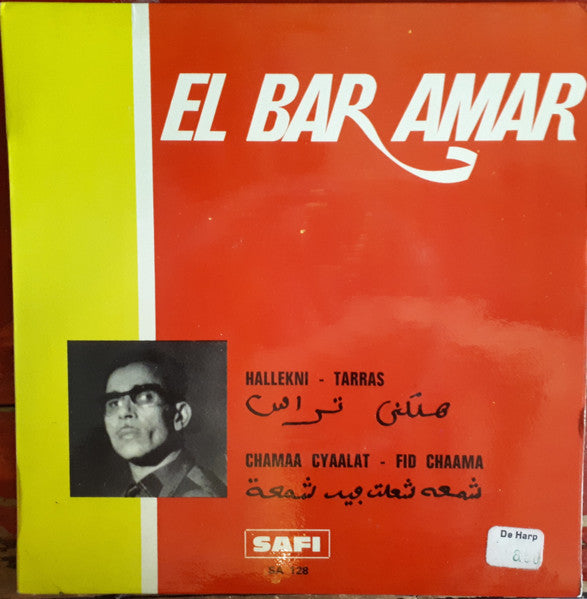 EL BAR AMAR
HALLEKNI - TARRAS
هلكني تراس
CHAMAA CYAALAT - FID CHAAMA
شمعه شعلت بيد شمعة
SAFI
SA 128
De Harp